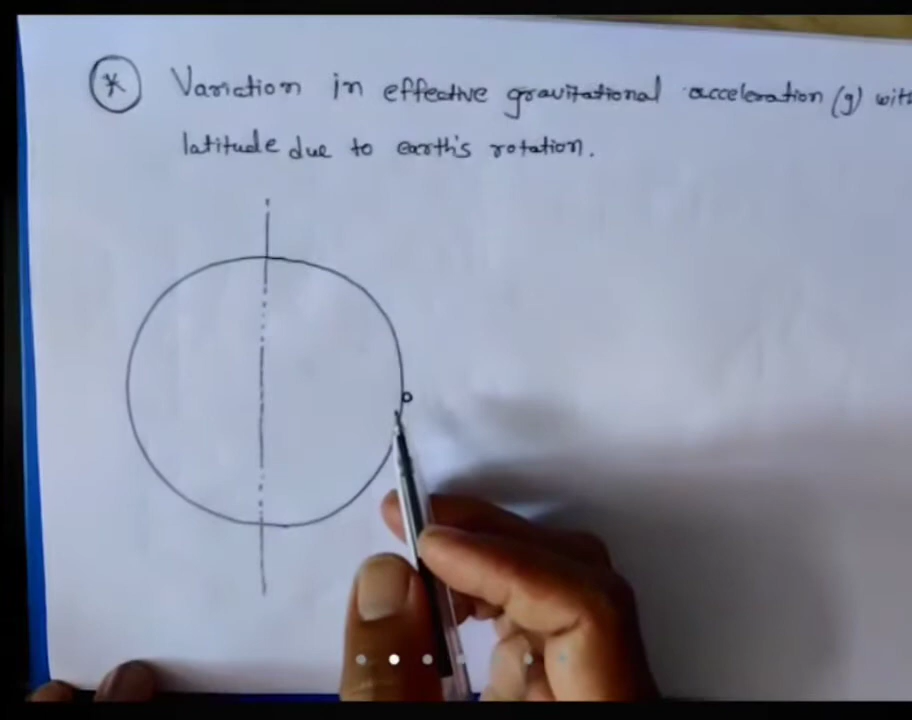 * Variation in effective gravitational acceleration (g) with
latitude due to earth's rotation.